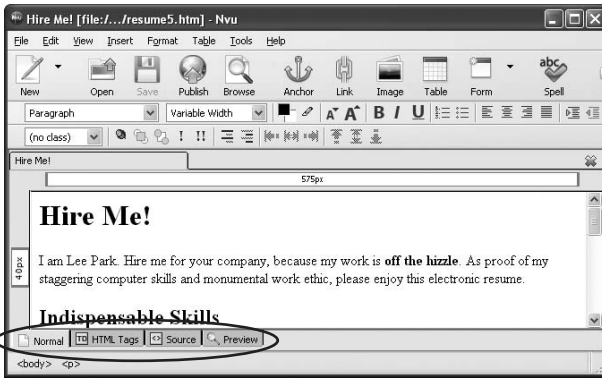 Hire Me! [file:/.../resume5.htm] - Nvu
File Edit View Insert Format Table Tools Help
New Open Save Publish Browse Anchor Link Image Table Form Spell
Paragraph Variable Width A A B I U
(no class) ! !!
Hire Me!
575px
40px
Hire Me!
I am Lee Park. Hire me for your company, because my work is off the hizzle. As proof of my
staggering computer skills and monumental work ethic, please enjoy this electronic resume.
Indispensable Skills
Normal TD HTML Tags Source Preview
<body> <p>